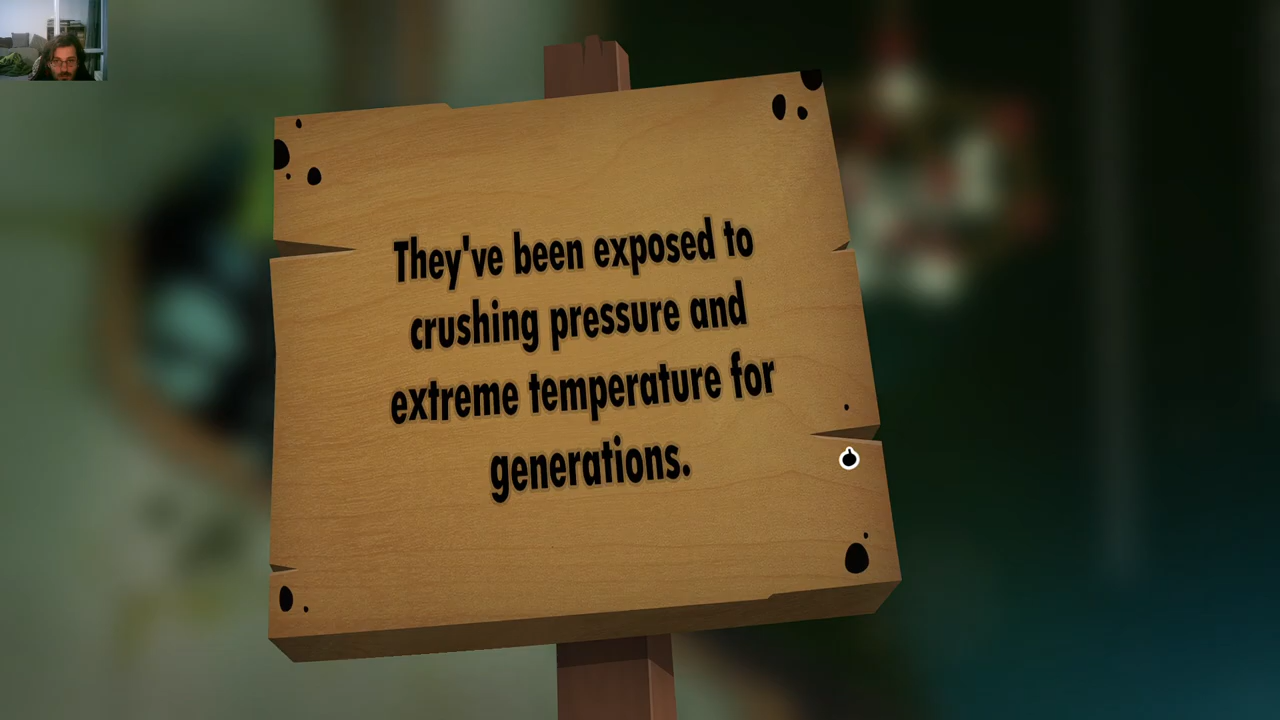 They've been exposed to
crushing pressure and
extreme temperature for
generations.